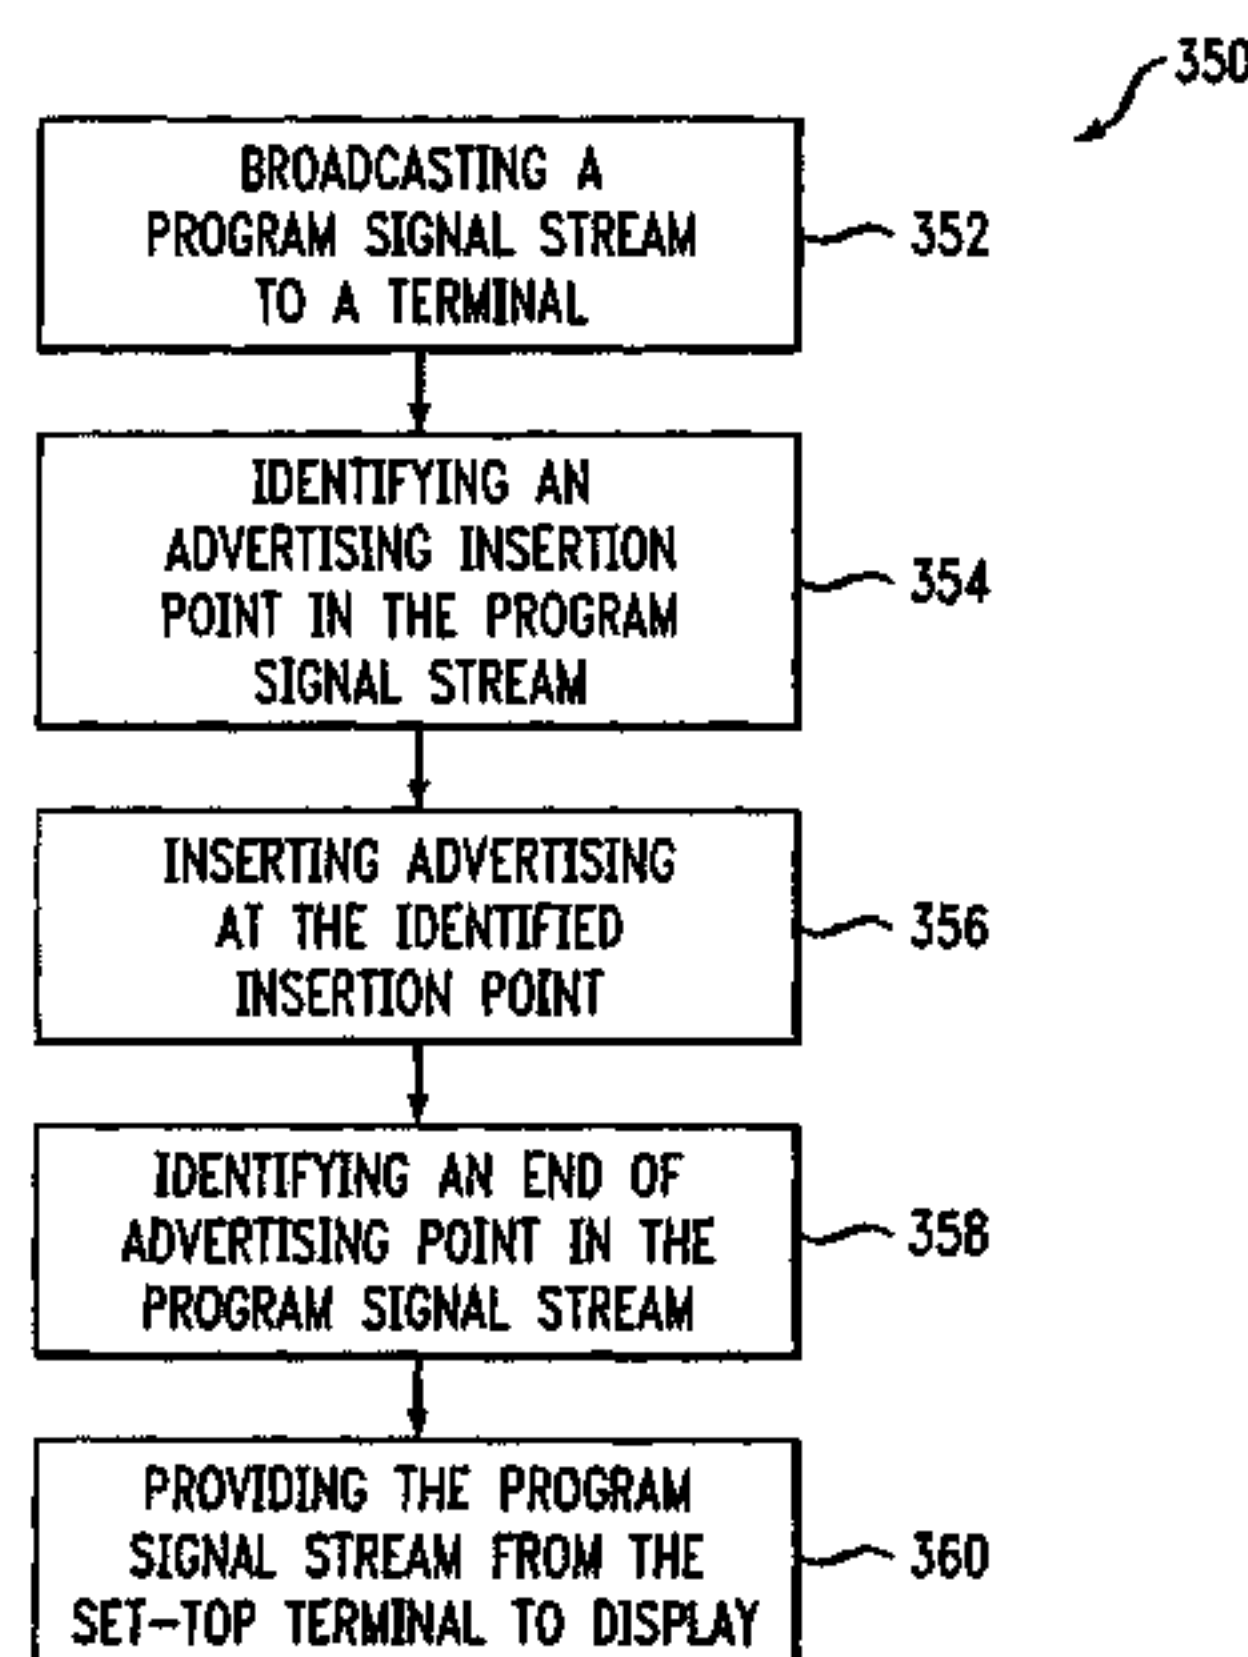 350
BROADCASTING A
PROGRAM SIGNAL STREAM
TO A TERMINAL
352
IDENTIFYING AN
ADVERTISING INSERTION
POINT IN THE PROGRAM
SIGNAL STREAM
354
INSERTING ADVERTISING
AT THE IDENTIFIED
INSERTION POINT
356
IDENTIFYING AN END OF
ADVERTISING POINT IN THE
PROGRAM SIGNAL STREAM
358
PROVIDING THE PROGRAM
SIGNAL STREAM FROM THE
SET-TOP TERMINAL TO DISPLAY
360